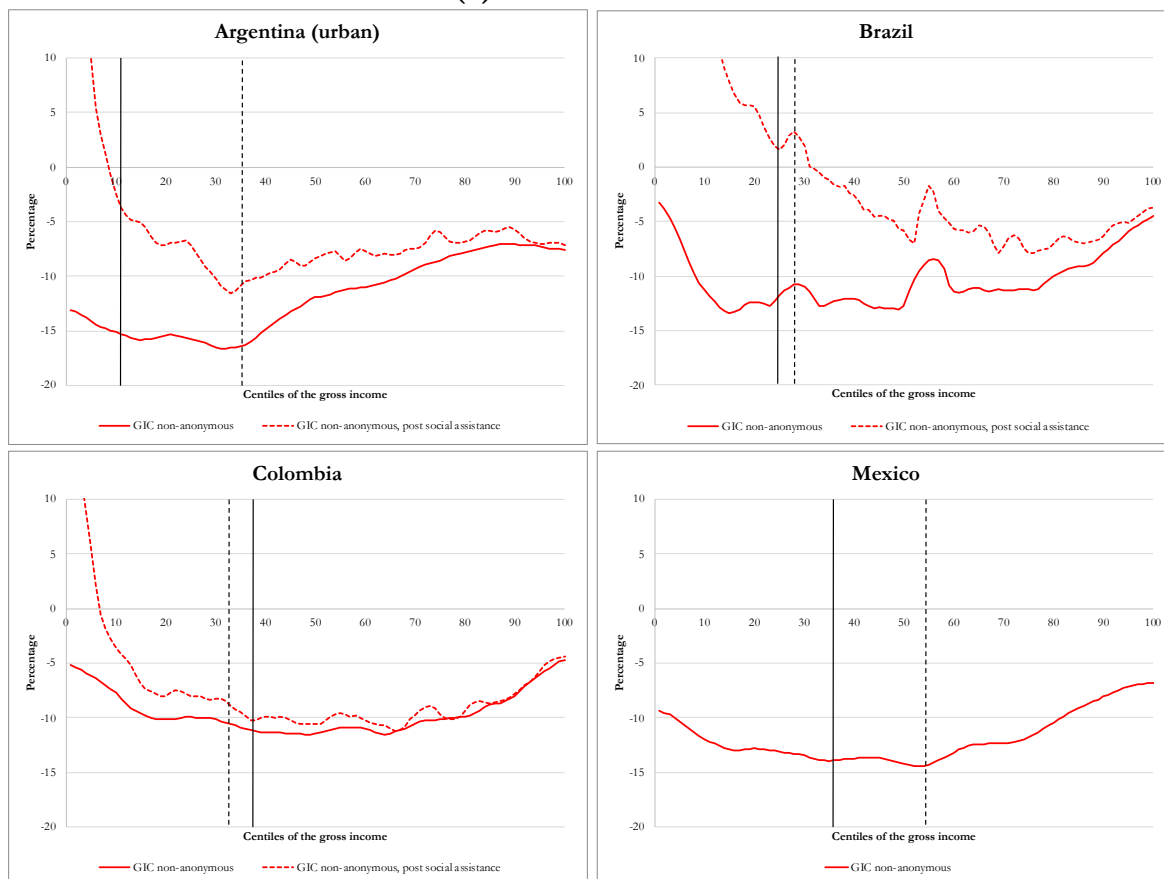 (a)
Argentina (urban)
10
5
0
-5
-10
-15
-20
0 10 20 30 40 50 60 70 80 90 100
Percentage
Centiles of the gross income
GIC non-anonymous GIC non-anonymous, post social assistance
Brazil
10
5
0
-5
-10
-15
-20
0 10 20 30 40 50 60 70 80 90 100
Percentage
Centiles of the gross income
GIC non-anonymous GIC non-anonymous, post social assistance
Colombia
10
5
0
-5
-10
-15
-20
0 10 20 30 40 50 60 70 80 90 100
Percentage
Centiles of the gross income
GIC non-anonymous GIC non-anonymous, post social assistance
Mexico
10
5
0
-5
-10
-15
-20
0 10 20 30 40 50 60 70 80 90 100
Percentage
Centiles of the gross income
GIC non-anonymous